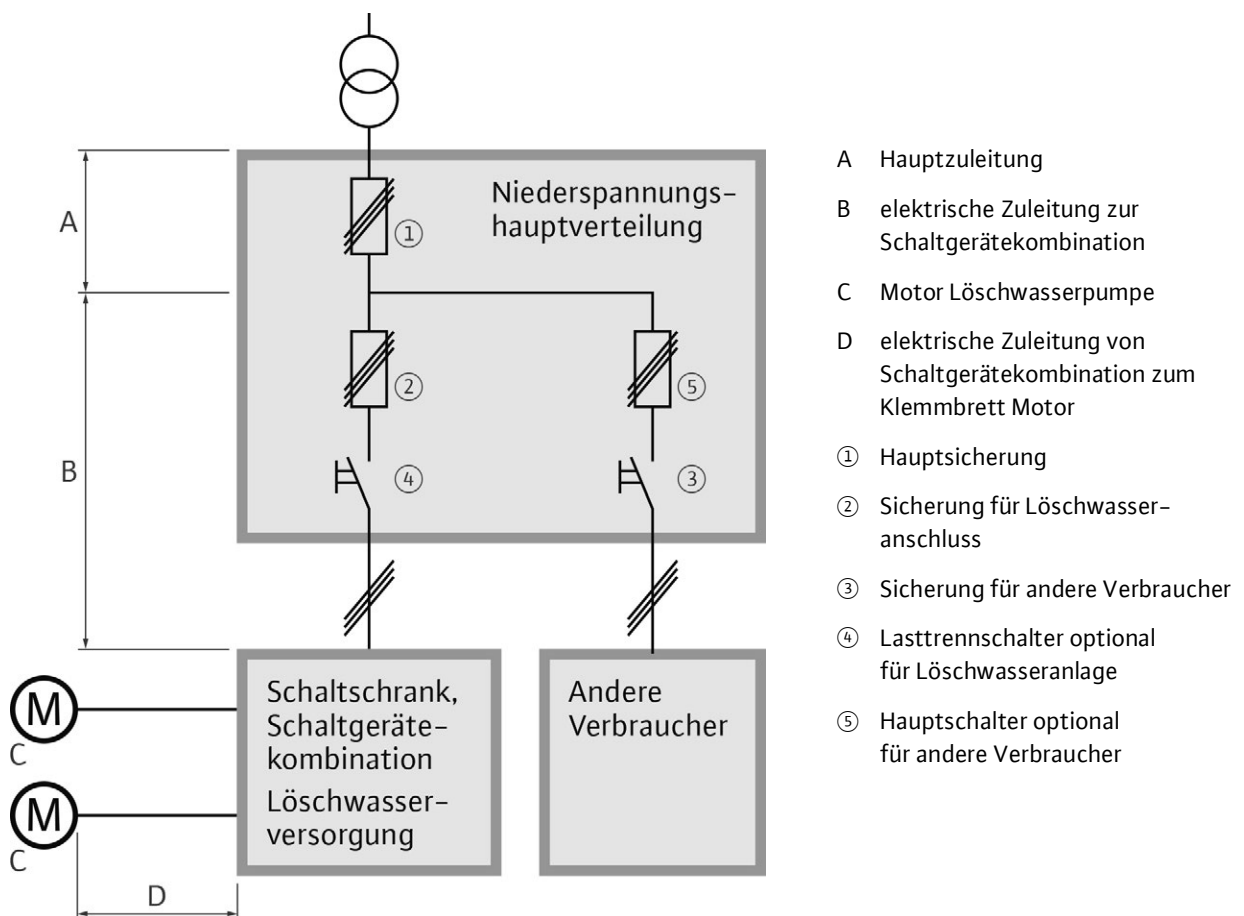 A
B
Niederspannungs-
hauptverteilung
①
②
⑤
④
③
Schaltschrank,
Schaltgeräte-
kombination
Löschwasser-
versorgung
Andere
Verbraucher
M
C
M
C
D
A Hauptzuleitung
B elektrische Zuleitung zur
Schaltgerätekombination
C Motor Löschwasserpumpe
D elektrische Zuleitung von
Schaltgerätekombination zum
Klemmbrett Motor
① Hauptsicherung
② Sicherung für Löschwasser-
anschluss
③ Sicherung für andere Verbraucher
④ Lasttrennschalter optional
für Löschwasseranlage
⑤ Hauptschalter optional
für andere Verbraucher